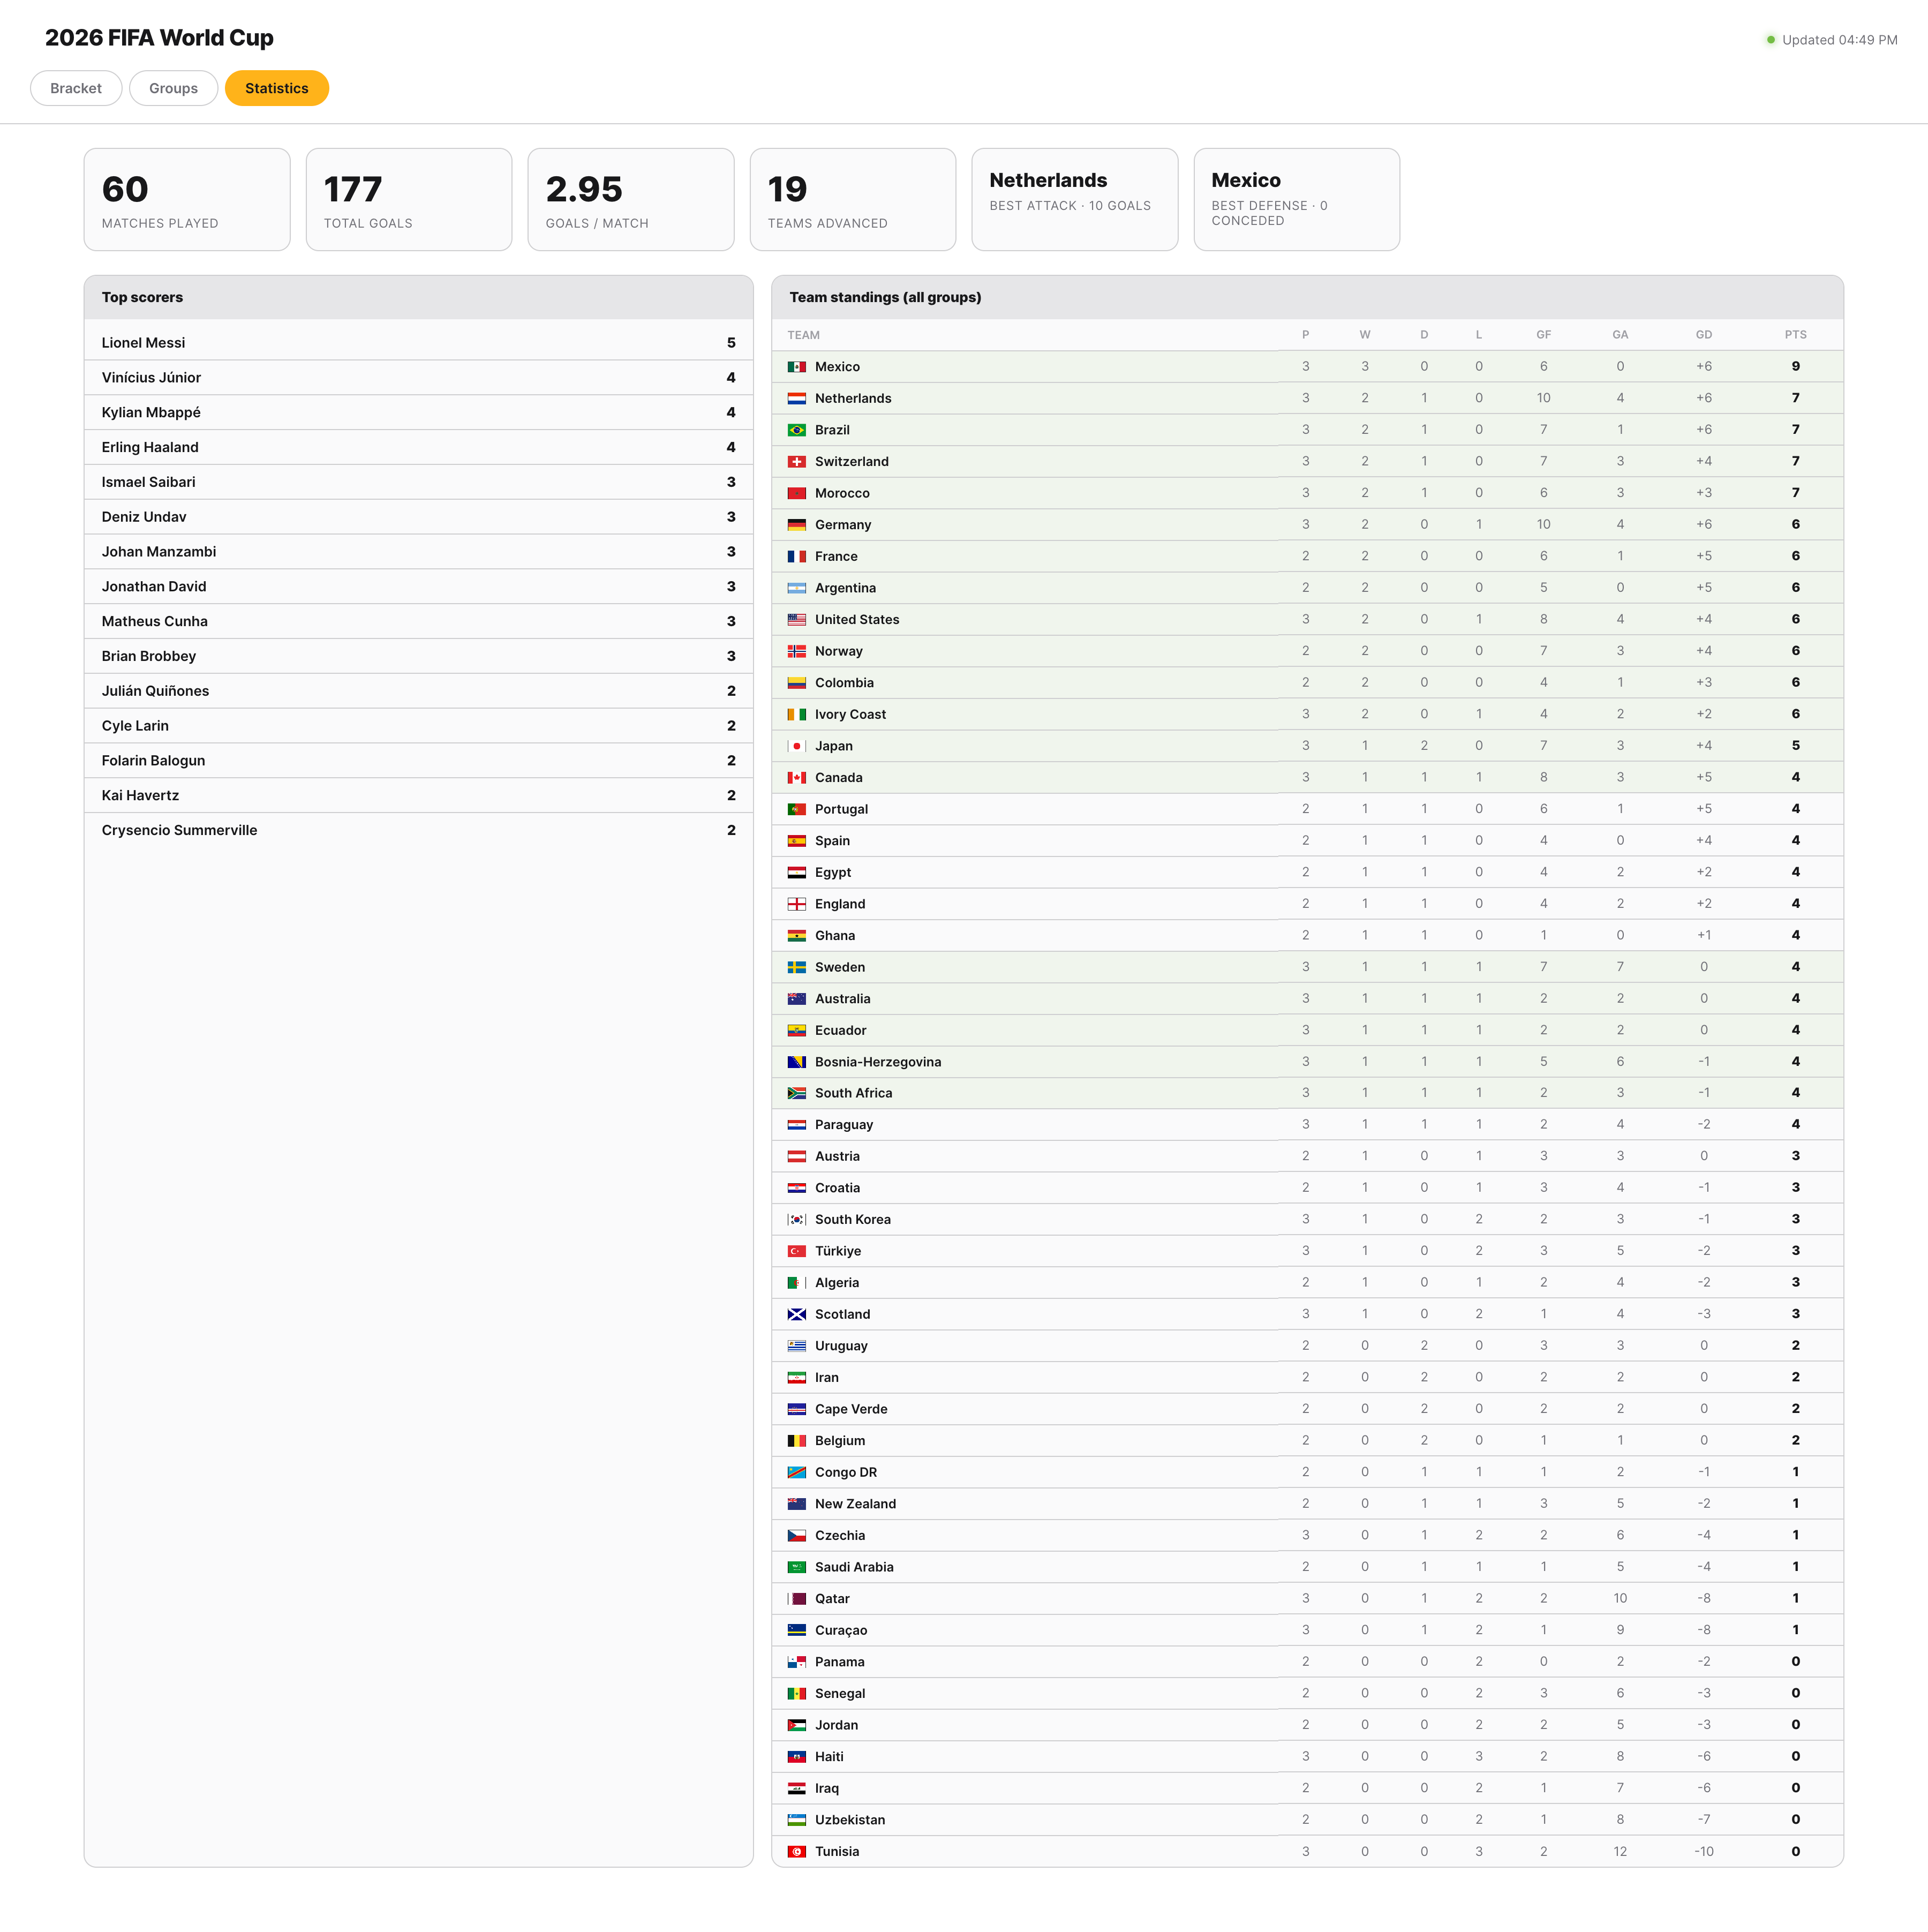 2026 FIFA World Cup
Updated 04:49 PM
Bracket Groups Statistics
60
MATCHES PLAYED
177
TOTAL GOALS
2.95
GOALS / MATCH
19
TEAMS ADVANCED
Netherlands
BEST ATTACK · 10 GOALS
Mexico
BEST DEFENSE · 0
CONCEDED
Top scorers
Lionel Messi 5
Vinícius Júnior 4
Kylian Mbappé 4
Erling Haaland 4
Ismael Saibari 3
Deniz Undav 3
Johan Manzambi 3
Jonathan David 3
Matheus Cunha 3
Brian Brobbey 3
Julián Quiñones 2
Cyle Larin 2
Folarin Balogun 2
Kai Havertz 2
Crysencio Summerville 2
Team standings (all groups)
TEAM P W D L GF GA GD PTS
Mexico 3 3 0 0 6 0 +6 9
Netherlands 3 2 1 0 10 4 +6 7
Brazil 3 2 1 0 7 1 +6 7
Switzerland 3 2 1 0 7 3 +4 7
Morocco 3 2 1 0 6 3 +3 7
Germany 3 2 0 1 10 4 +6 6
France 2 2 0 0 6 1 +5 6
Argentina 2 2 0 0 5 0 +5 6
United States 3 2 0 1 8 4 +4 6
Norway 2 2 0 0 7 3 +4 6
Colombia 2 2 0 0 4 1 +3 6
Ivory Coast 3 2 0 1 4 2 +2 6
Japan 3 1 2 0 7 3 +4 5
Canada 3 1 1 1 8 3 +5 4
Portugal 2 1 1 0 6 1 +5 4
Spain 2 1 1 0 4 0 +4 4
Egypt 2 1 1 0 4 2 +2 4
England 2 1 1 0 4 2 +2 4
Ghana 2 1 1 0 1 0 +1 4
Sweden 3 1 1 1 7 7 0 4
Australia 3 1 1 1 2 2 0 4
Ecuador 3 1 1 1 2 2 0 4
Bosnia-Herzegovina 3 1 1 1 5 6 -1 4
South Africa 3 1 1 1 2 3 -1 4
Paraguay 3 1 1 1 2 4 -2 4
Austria 2 1 0 1 3 3 0 3
Croatia 2 1 0 1 3 4 -1 3
South Korea 3 1 0 2 2 3 -1 3
Türkiye 3 1 0 2 3 5 -2 3
Algeria 2 1 0 1 2 4 -2 3
Scotland 3 1 0 2 1 4 -3 3
Uruguay 2 0 2 0 3 3 0 2
Iran 2 0 2 0 2 2 0 2
Cape Verde 2 0 2 0 2 2 0 2
Belgium 2 0 2 0 1 1 0 2
Congo DR 2 0 1 1 1 2 -1 1
New Zealand 2 0 1 1 3 5 -2 1
Czechia 3 0 1 2 2 6 -4 1
Saudi Arabia 2 0 1 1 1 5 -4 1
Qatar 3 0 1 2 2 10 -8 1
Curaçao 3 0 1 2 1 9 -8 1
Panama 2 0 0 2 0 2 -2 0
Senegal 2 0 0 2 3 6 -3 0
Jordan 2 0 0 2 2 5 -3 0
Haiti 3 0 0 3 2 8 -6 0
Iraq 2 0 0 2 1 7 -6 0
Uzbekistan 2 0 0 2 1 8 -7 0
Tunisia 3 0 0 3 2 12 -10 0